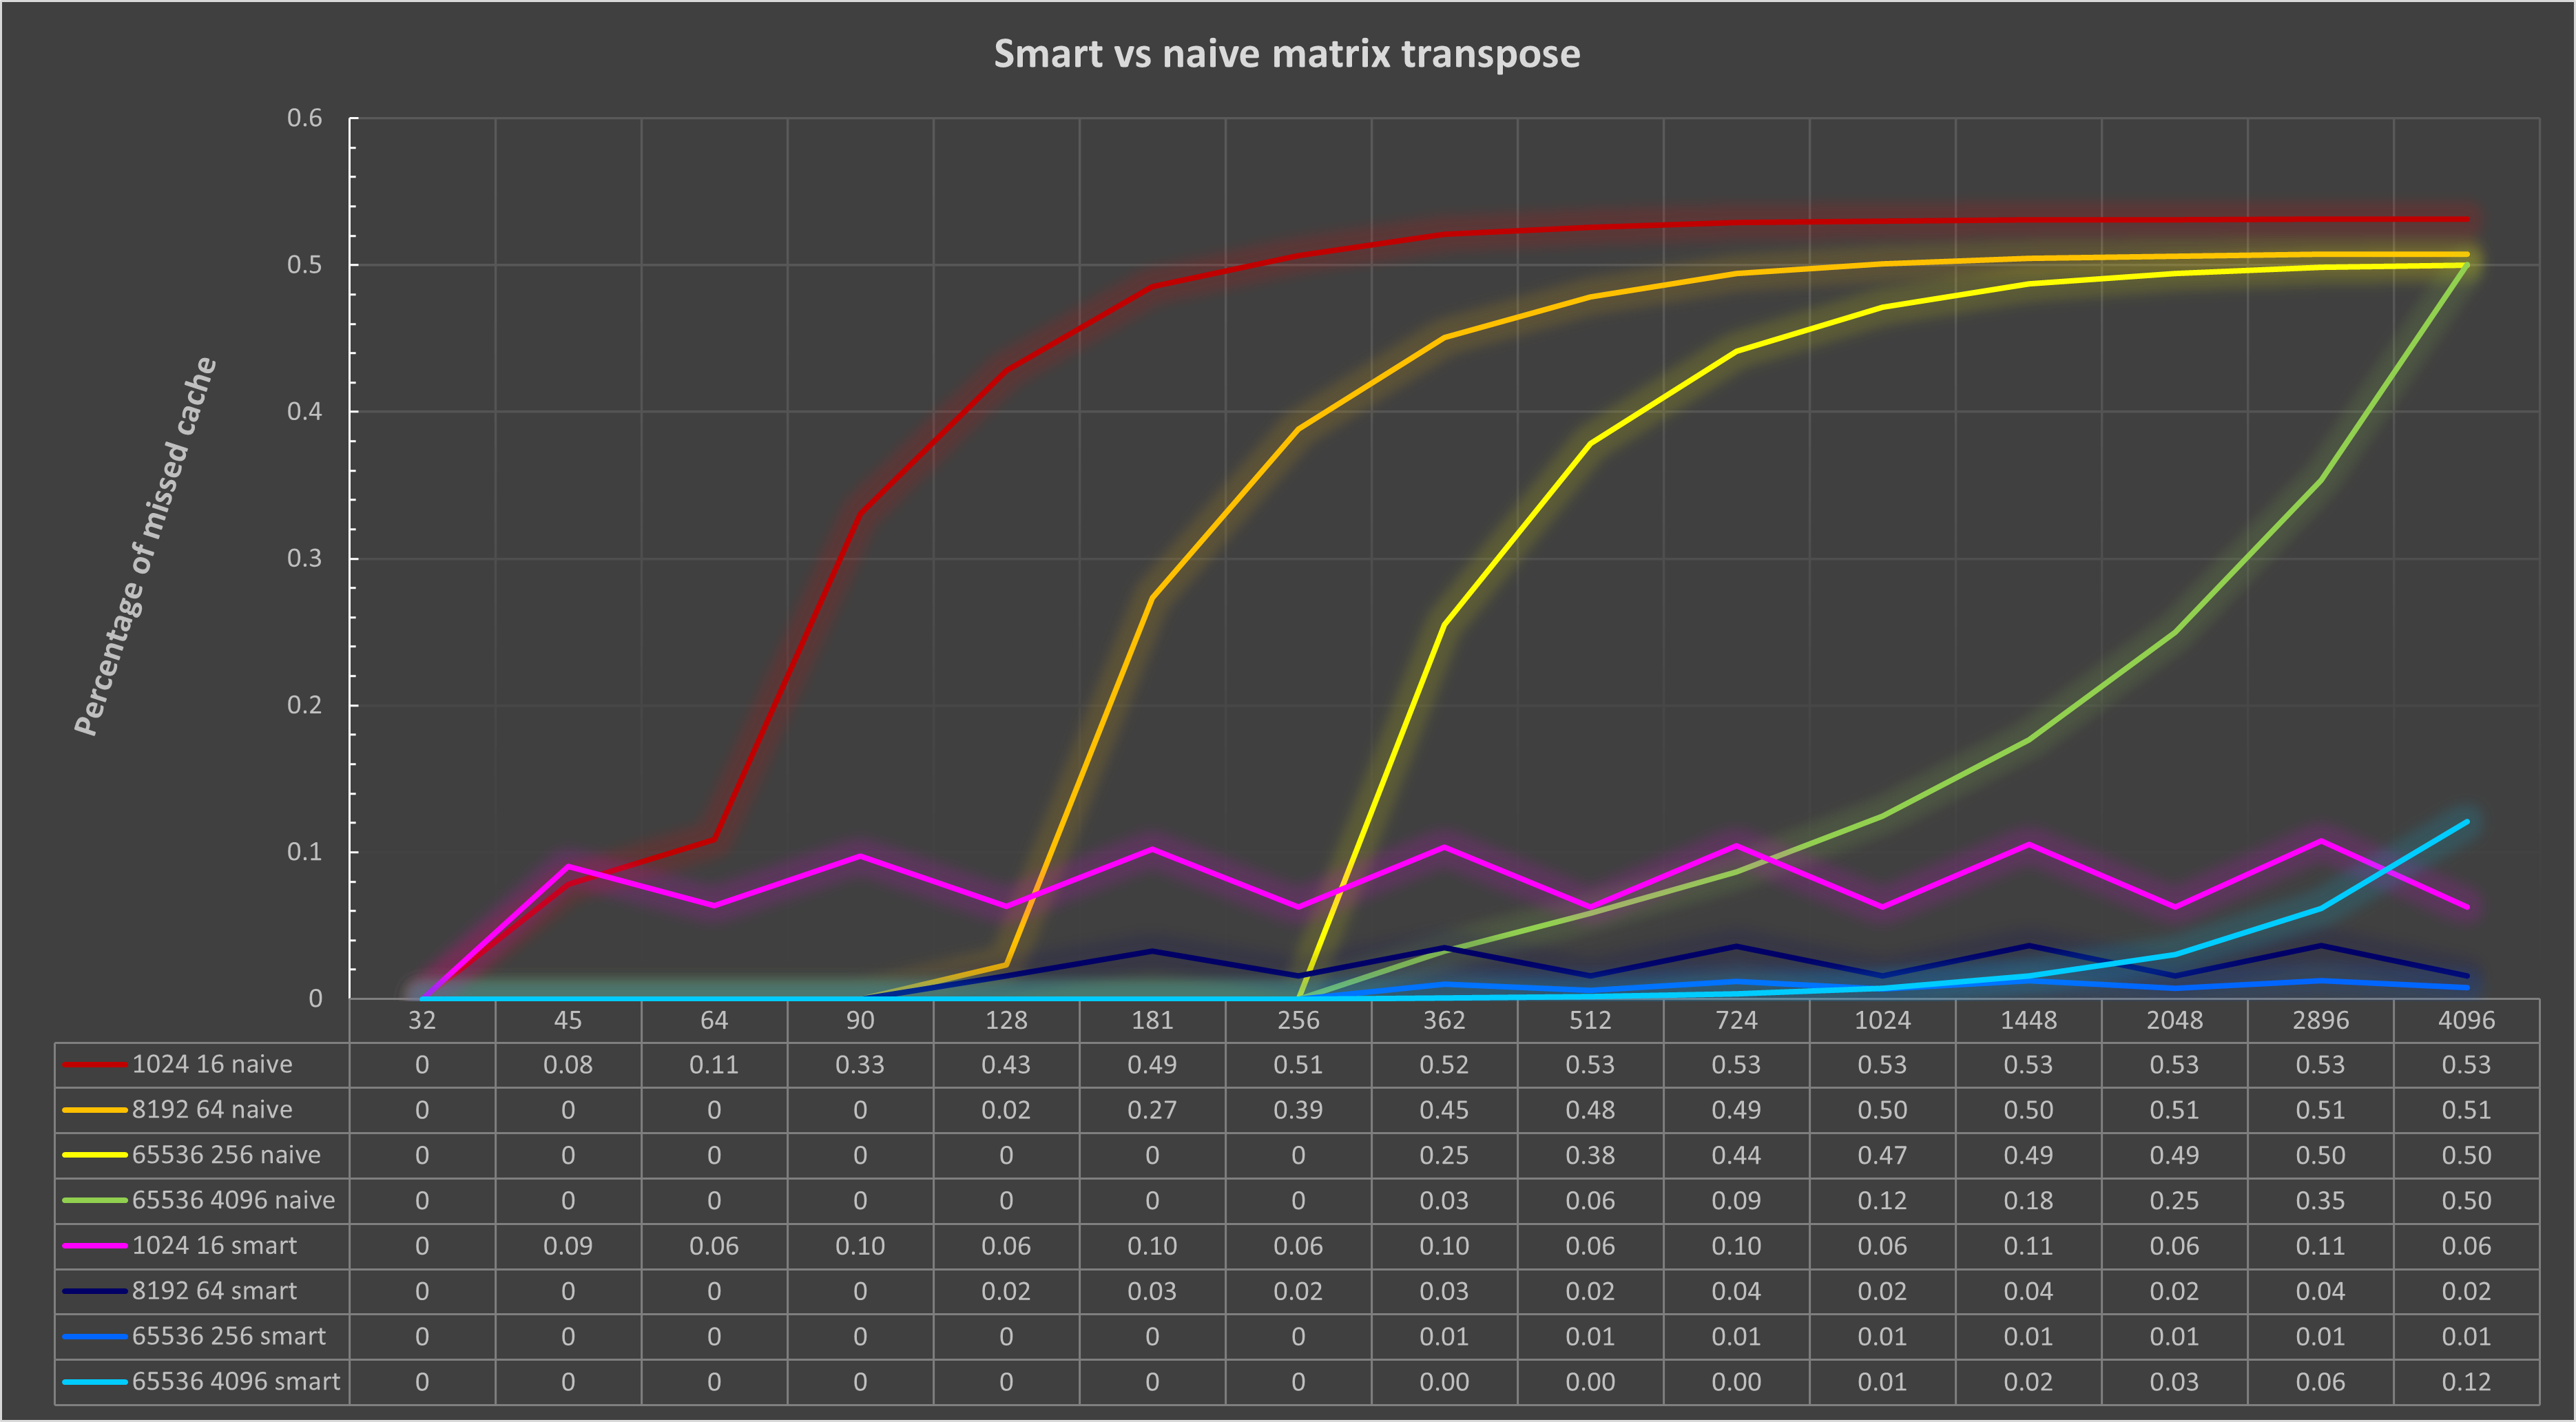 Smart vs naive matrix transpose
Percentage of missed cache
0.6
0.5
0.4
0.3
0.2
0.1
0
32 45 64 90 128 181 256 362 512 724 1024 1448 2048 2896 4096
1024 16 naive 0 0.08 0.11 0.33 0.43 0.49 0.51 0.52 0.53 0.53 0.53 0.53 0.53 0.53 0.53
8192 64 naive 0 0 0 0 0.02 0.27 0.39 0.45 0.48 0.49 0.50 0.50 0.51 0.51 0.51
65536 256 naive 0 0 0 0 0 0 0 0.25 0.38 0.44 0.47 0.49 0.49 0.50 0.50
65536 4096 naive 0 0 0 0 0 0 0 0.03 0.06 0.09 0.12 0.18 0.25 0.35 0.50
1024 16 smart 0 0.09 0.06 0.10 0.06 0.10 0.06 0.10 0.06 0.10 0.06 0.11 0.06 0.11 0.06
8192 64 smart 0 0 0 0 0.02 0.03 0.02 0.03 0.02 0.04 0.02 0.04 0.02 0.04 0.02
65536 256 smart 0 0 0 0 0 0 0 0.01 0.01 0.01 0.01 0.01 0.01 0.01 0.01
65536 4096 smart 0 0 0 0 0 0 0 0.00 0.00 0.00 0.01 0.02 0.03 0.06 0.12